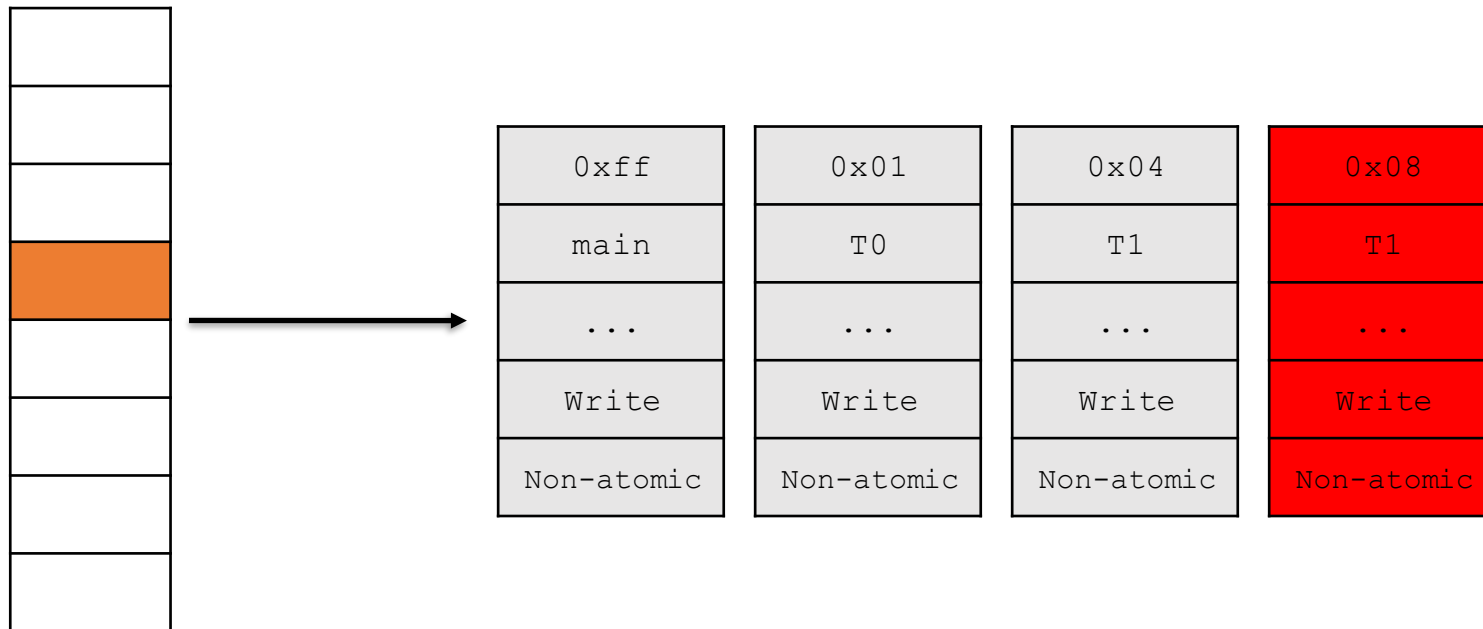 0xff 0x01 0x04 0x08
main T0 T1 T1
... ... ... ...
Write Write Write Write
Non-atomic Non-atomic Non-atomic Non-atomic